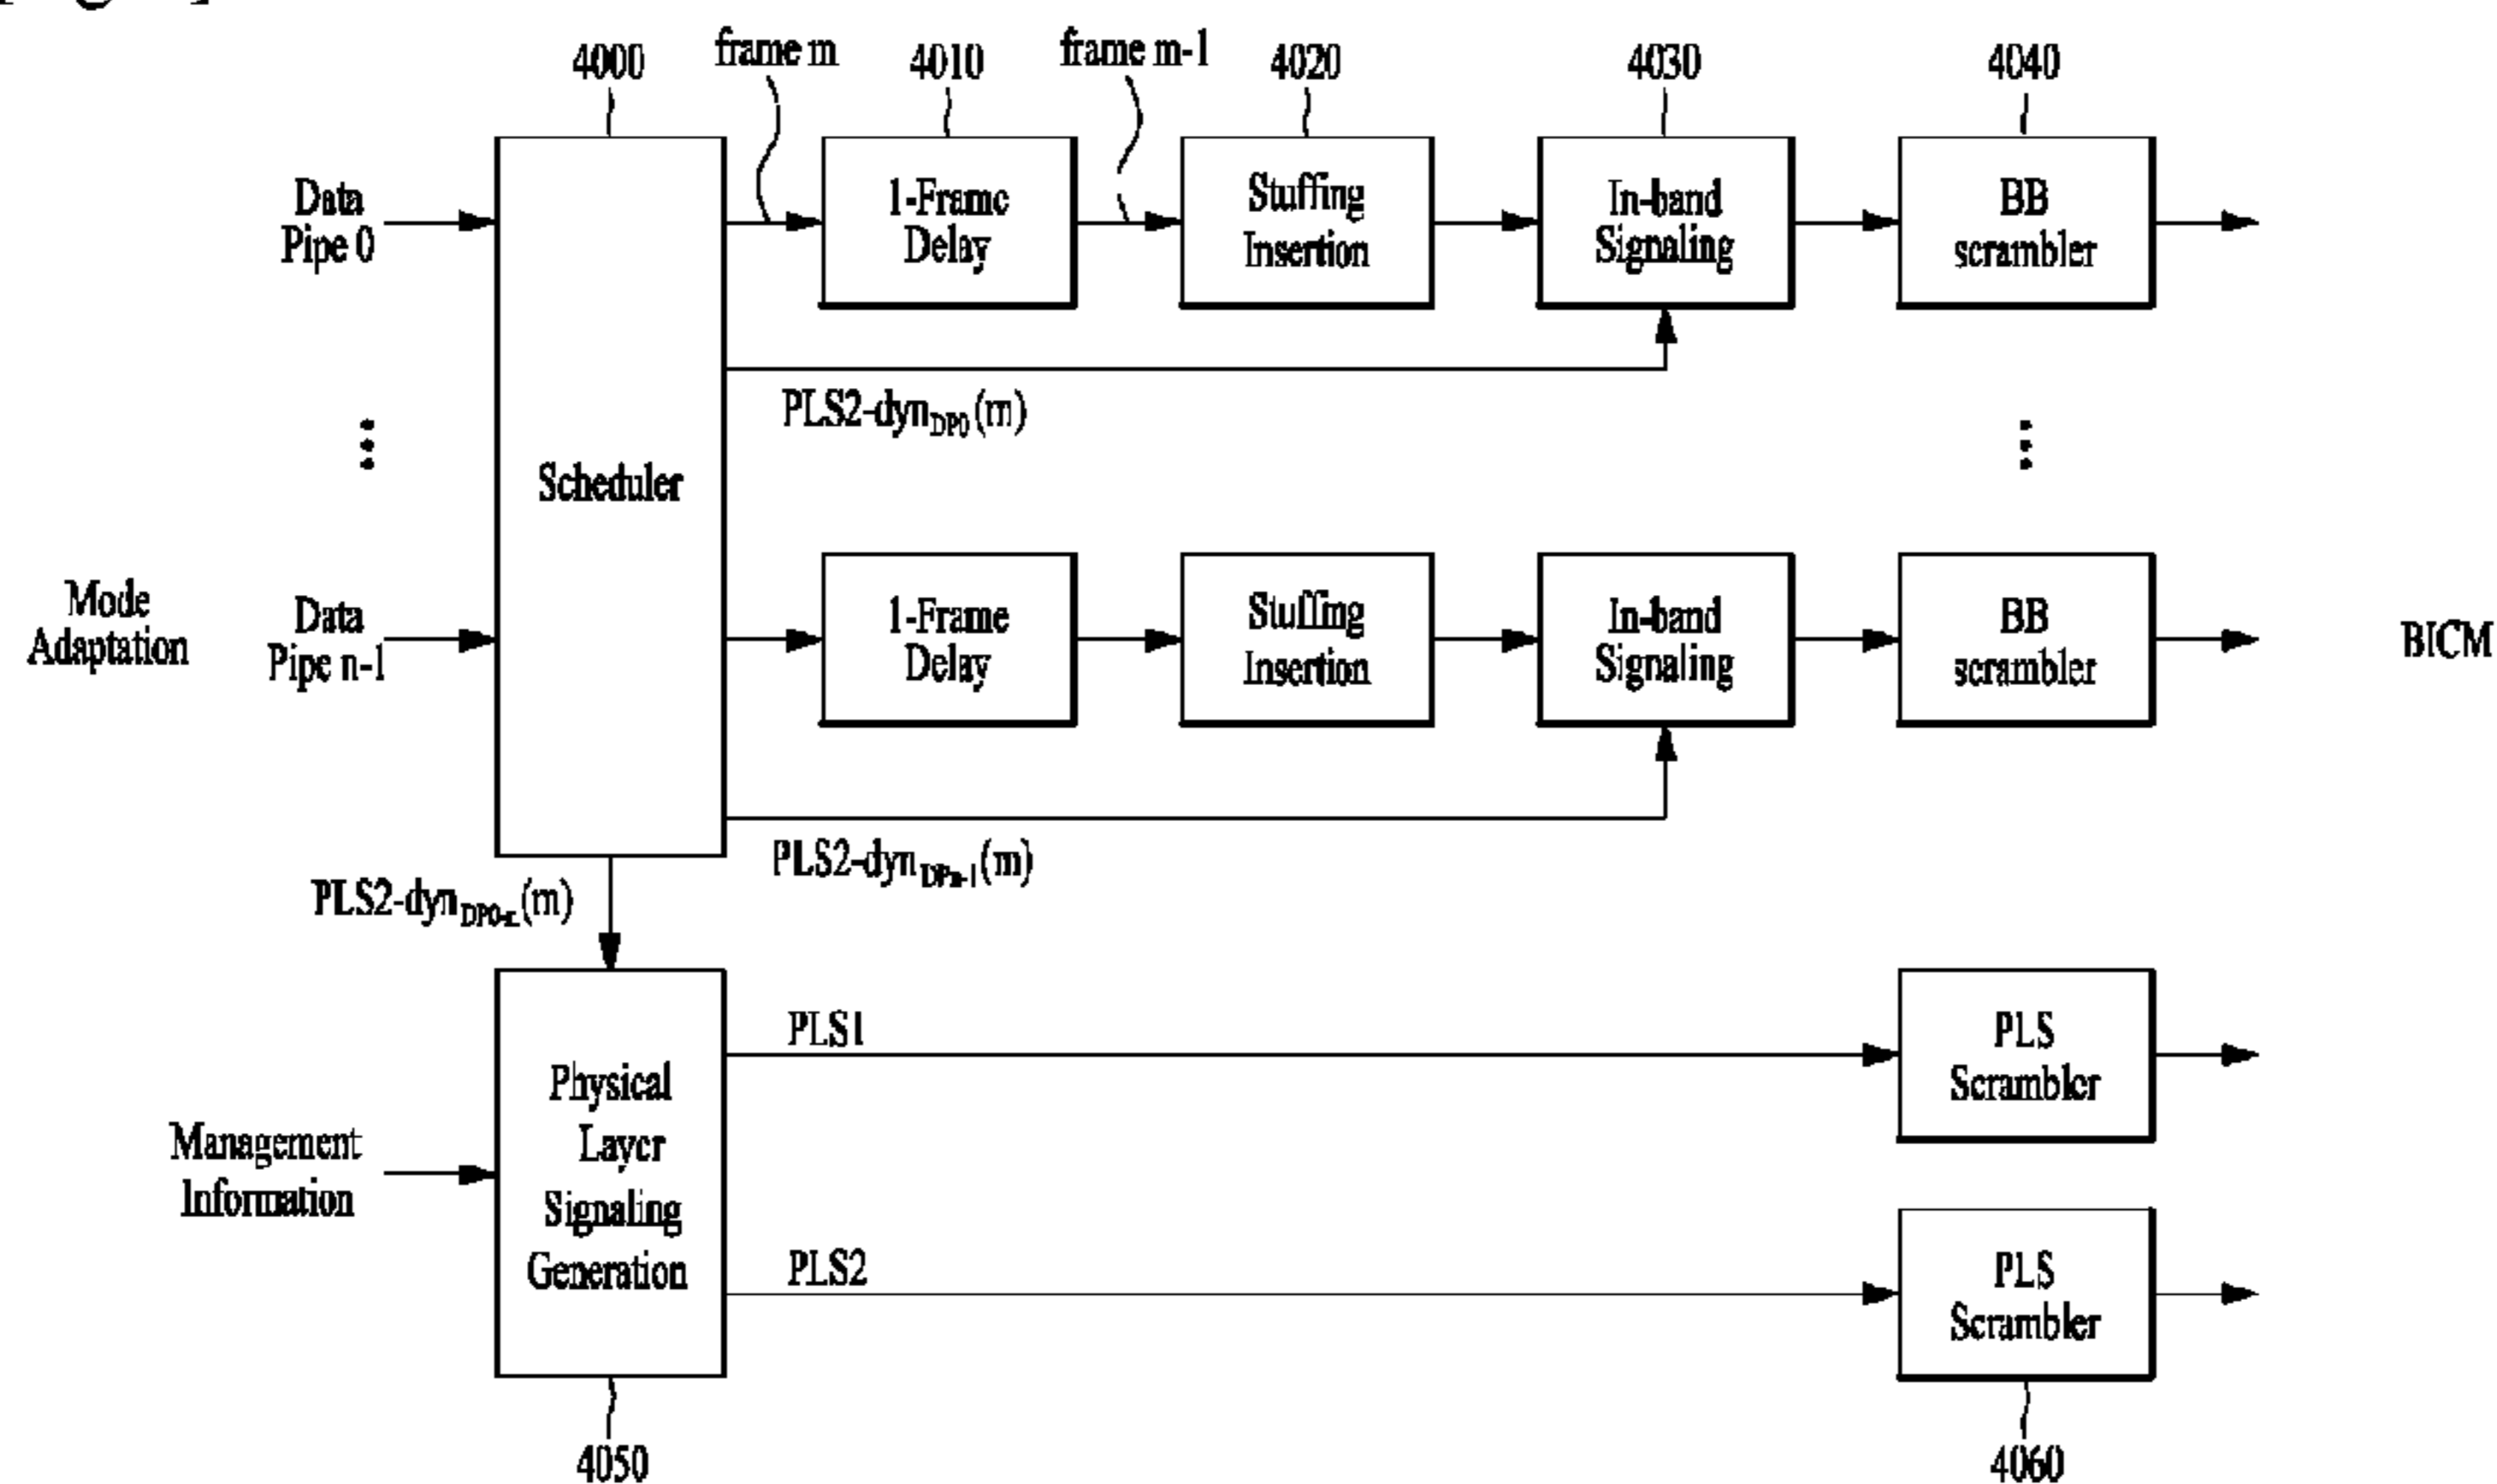 4000
frame m
4010
frame m-1
4020
4030
4040
Data
Pipe 0
1-Frame
Delay
Stuffing
Insertion
In-band
Signaling
BB
scrambler
PLS2-dyn DP0 (m)
Scheduler
Mode
Adaptation
Data
Pipe n-1
1-Frame
Delay
Stuffing
Insertion
In-band
Signaling
BB
scrambler
BICM
PLS2-dyn DPn-1 (m)
PLS2-dyn (m)
PLS1
PLS
Scrambler
Physical
Layer
Signaling
Generation
Management
Information
PLS2
PLS
Scrambler
4050
4060